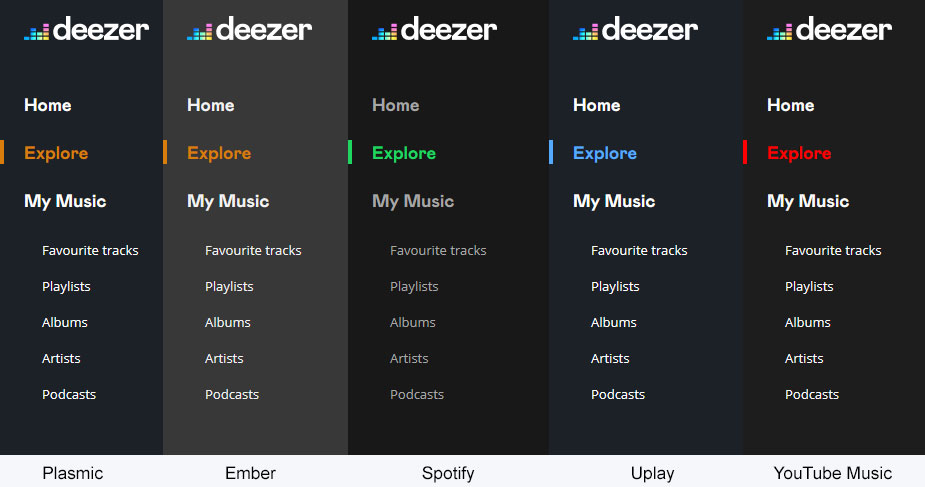 deezer deezer deezer deezer deezer
Home Home Home Home Home
Explore Explore Explore Explore Explore
My Music My Music My Music My Music My Music
Favourite tracks Favourite tracks Favourite tracks Favourite tracks Favourite tracks
Playlists Playlists Playlists Playlists Playlists
Albums Albums Albums Albums Albums
Artists Artists Artists Artists Artists
Podcasts Podcasts Podcasts Podcasts Podcasts
Plasmic Ember Spotify Uplay YouTube Music